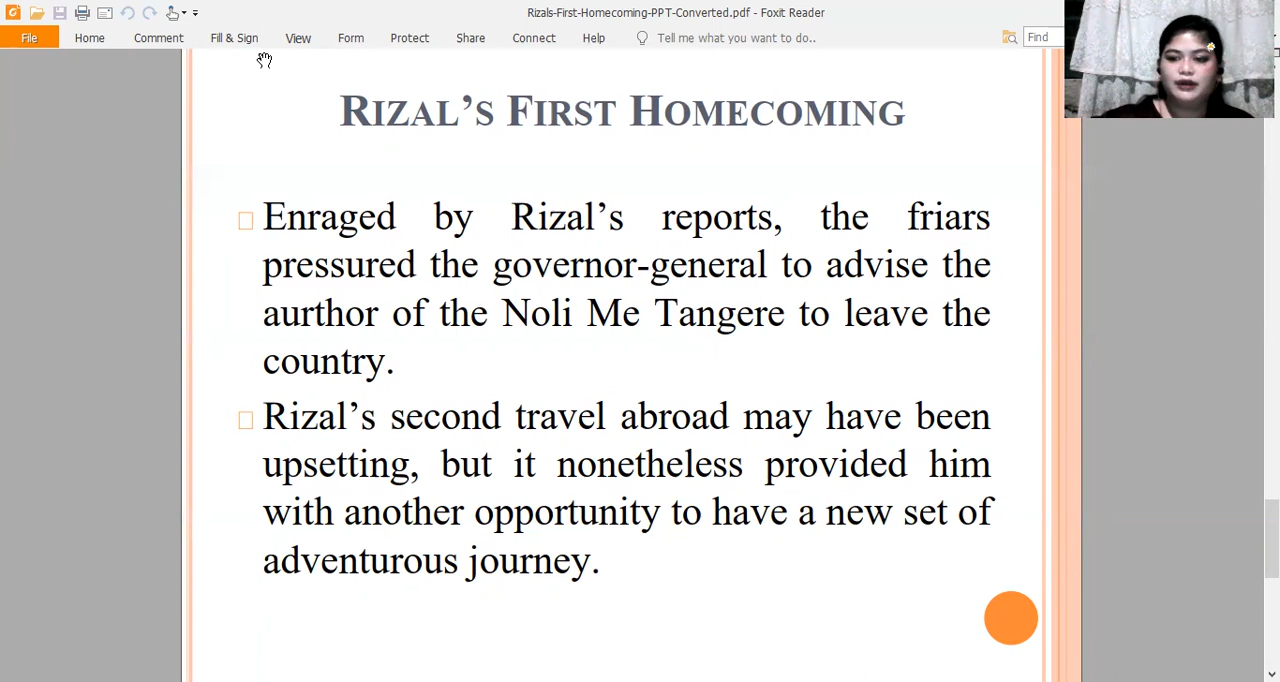 Rizals-First-Homecoming-PPT-Converted.pdf - Foxit Reader
File Home Comment Fill & Sign View Form Protect Share Connect Help Tell me what you want to do.. Find
RIZAL'S FIRST HOMECOMING
Enraged by Rizal's reports, the friars
pressured the governor-general to advise the
aurthor of the Noli Me Tangere to leave the
country.
Rizal's second travel abroad may have been
upsetting, but it nonetheless provided him
with another opportunity to have a new set of
adventurous journey.